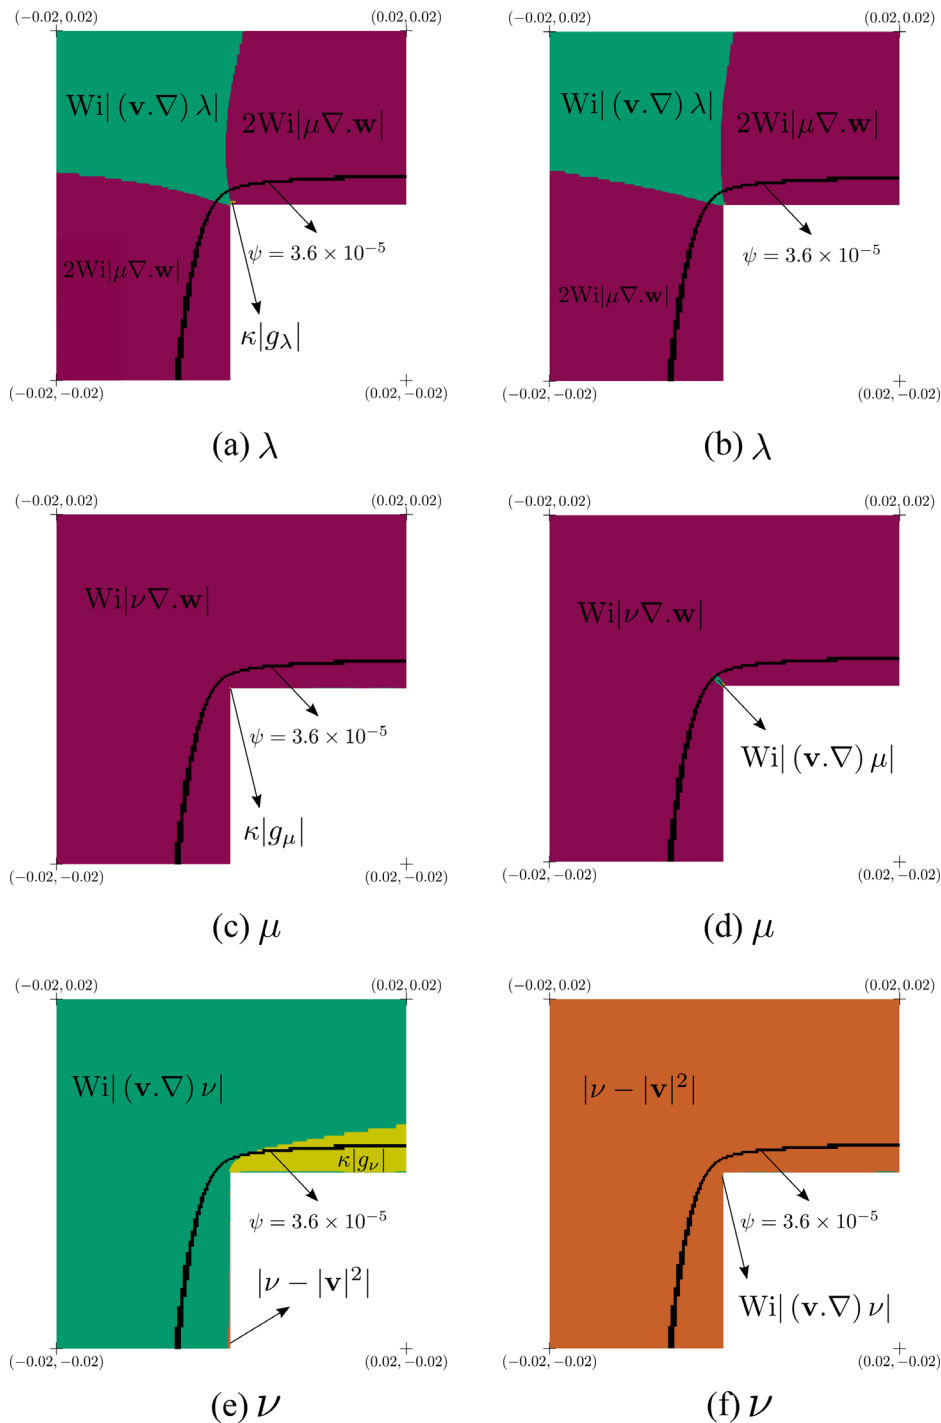 (−0.02, 0.02) (0.02, 0.02) (−0.02, 0.02) (0.02, 0.02)
Wi| (v.∇) λ| 2Wi|μ∇.w| Wi| (v.∇) λ| 2Wi|μ∇.w|
2Wi|μ∇.w| ψ = 3.6 × 10⁻⁵ 2Wi|μ∇.w| ψ = 3.6 × 10⁻⁵
κ|g_λ|
(−0.02, −0.02) (0.02, −0.02) (−0.02, −0.02) (0.02, −0.02)
(a) λ (b) λ
(−0.02, 0.02) (0.02, 0.02) (−0.02, 0.02) (0.02, 0.02)
Wi|ν∇.w| Wi|ν∇.w|
ψ = 3.6 × 10⁻⁵
κ|g_μ| Wi| (v.∇) μ|
(−0.02, −0.02) (0.02, −0.02) (−0.02, −0.02) (0.02, −0.02)
(c) μ (d) μ
(−0.02, 0.02) (0.02, 0.02) (−0.02, 0.02) (0.02, 0.02)
Wi| (v.∇) ν| |ν − |v|²|
κ|g_ν|
ψ = 3.6 × 10⁻⁵ ψ = 3.6 × 10⁻⁵
|ν − |v|²| Wi| (v.∇) ν|
(−0.02, −0.02) (0.02, −0.02) (−0.02, −0.02) (0.02, −0.02)
(e) ν (f) ν